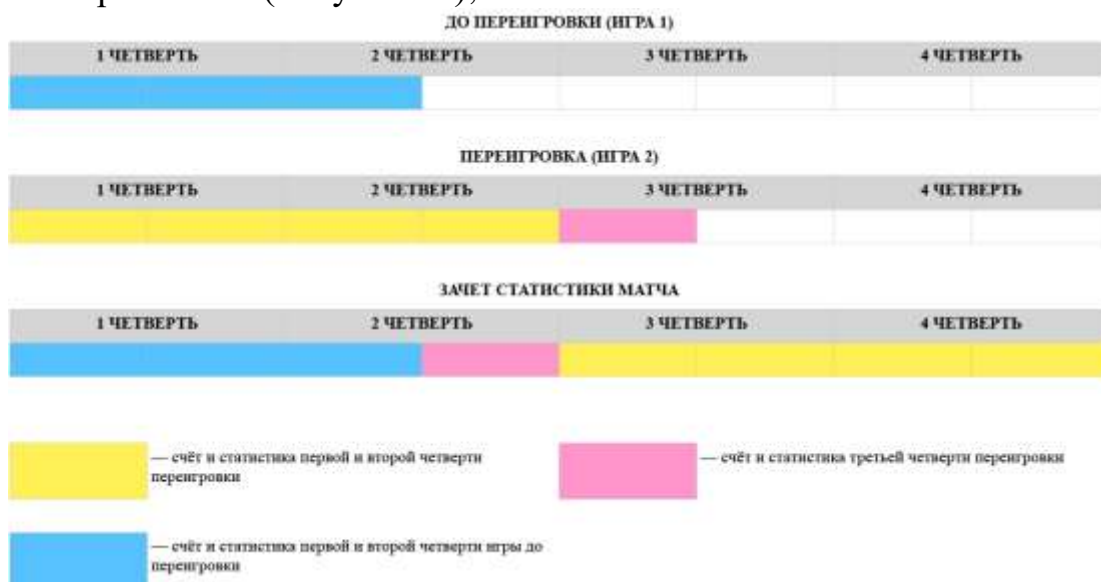 ДО ПЕРЕИГРОВКИ (ИГРА 1)
1 ЧЕТВЕРТЬ 2 ЧЕТВЕРТЬ 3 ЧЕТВЕРТЬ 4 ЧЕТВЕРТЬ
ПЕРЕИГРОВКА (ИГРА 2)
1 ЧЕТВЕРТЬ 2 ЧЕТВЕРТЬ 3 ЧЕТВЕРТЬ 4 ЧЕТВЕРТЬ
ЗАЧЕТ СТАТИСТИКИ МАТЧА
1 ЧЕТВЕРТЬ 2 ЧЕТВЕРТЬ 3 ЧЕТВЕРТЬ 4 ЧЕТВЕРТЬ
— счёт и статистика первой и второй четверти
переигровки
— счёт и статистика третьей четверти переигровки
— счёт и статистика первой и второй четверти игры до
переигровки